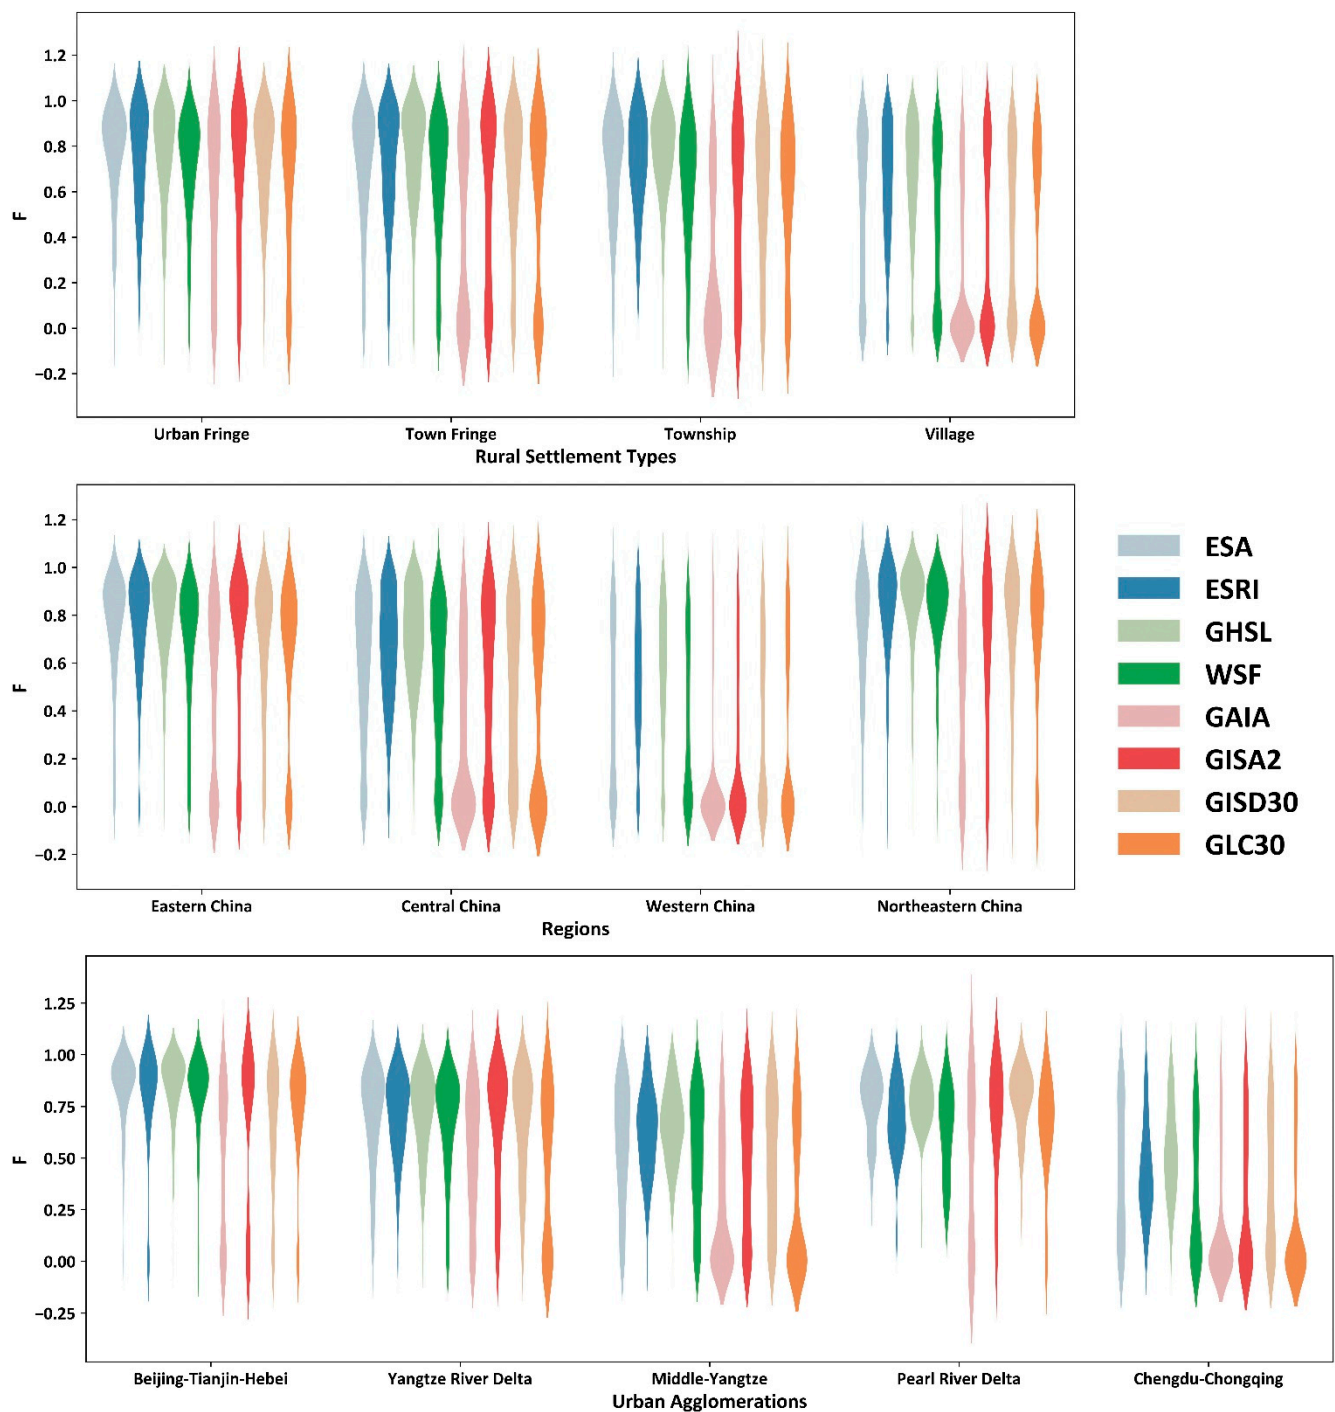 1.2
1.0
0.8
0.6
0.4
0.2
0.0
−0.2
F
Urban Fringe Town Fringe Township Village
Rural Settlement Types
1.2
1.0
0.8
0.6
0.4
0.2
0.0
−0.2
F
Eastern China Central China Western China Northeastern China
Regions
ESA
ESRI
GHSL
WSF
GAIA
GISA2
GISD30
GLC30
1.25
1.00
0.75
0.50
0.25
0.00
−0.25
F
Beijing-Tianjin-Hebei Yangtze River Delta Middle-Yangtze Pearl River Delta Chengdu-Chongqing
Urban Agglomerations